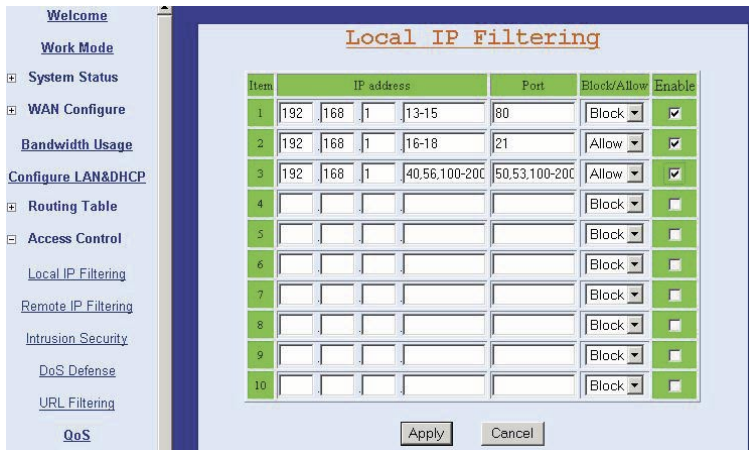 Welcome
Work Mode
System Status
WAN Configure
Bandwidth Usage
Configure LAN&DHCP
Routing Table
Access Control
Local IP Filtering
Remote IP Filtering
Intrusion Security
DoS Defense
URL Filtering
QoS
Local IP Filtering
Item IP address Port Block/Allow Enable
1 192 .168 .1 .13-15 80 Block
2 192 .168 .1 .16-18 21 Allow
3 192 .168 .1 .40,56,100-200 50,53,100-200 Allow
4 . . . Block
5 . . . Block
6 . . . Block
7 . . . Block
8 . . . Block
9 . . . Block
10 . . . Block
Apply Cancel